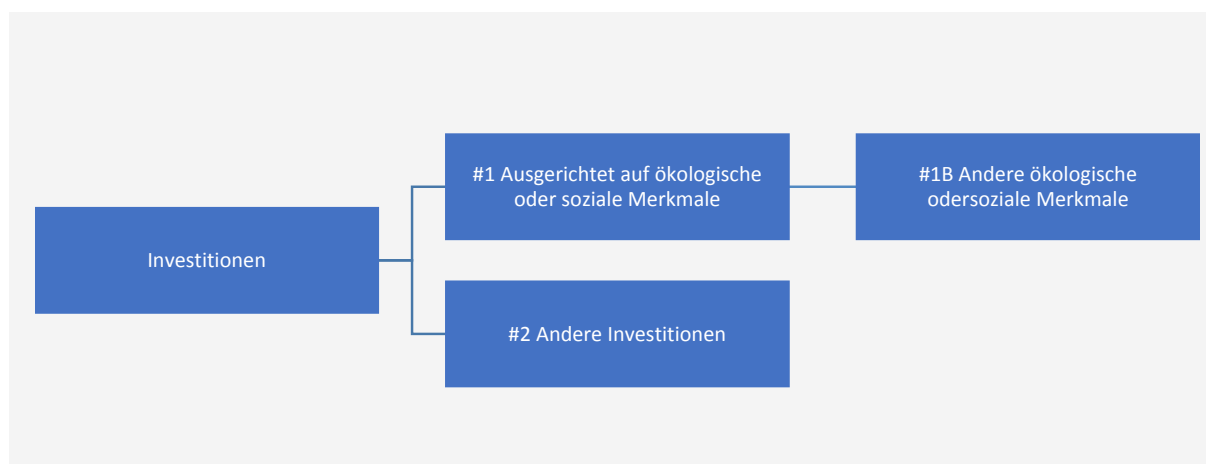 #1 Ausgerichtet auf ökologische
oder soziale Merkmale
#1B Andere ökologische
odersoziale Merkmale
Investitionen
#2 Andere Investitionen